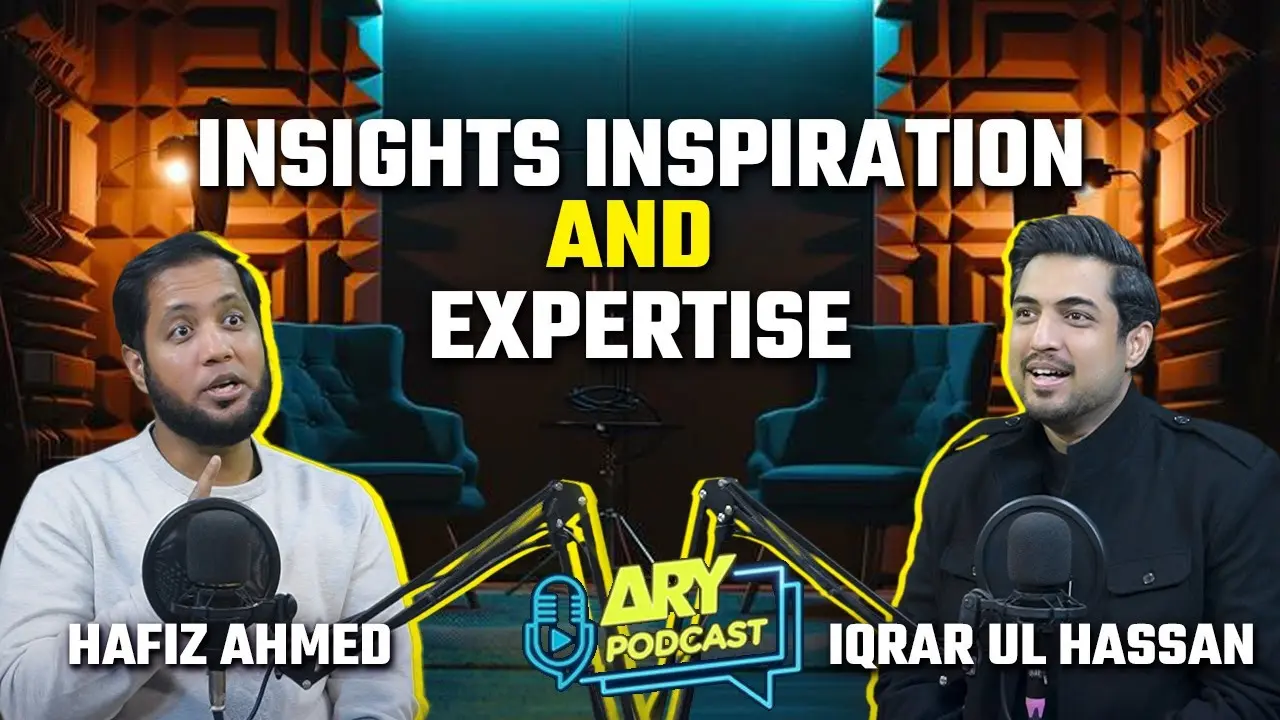 INSIGHTS INSPIRATION
AND
EXPERTISE
ARY
PODCAST
HAFIZ AHMED
IQRAR UL HASSAN